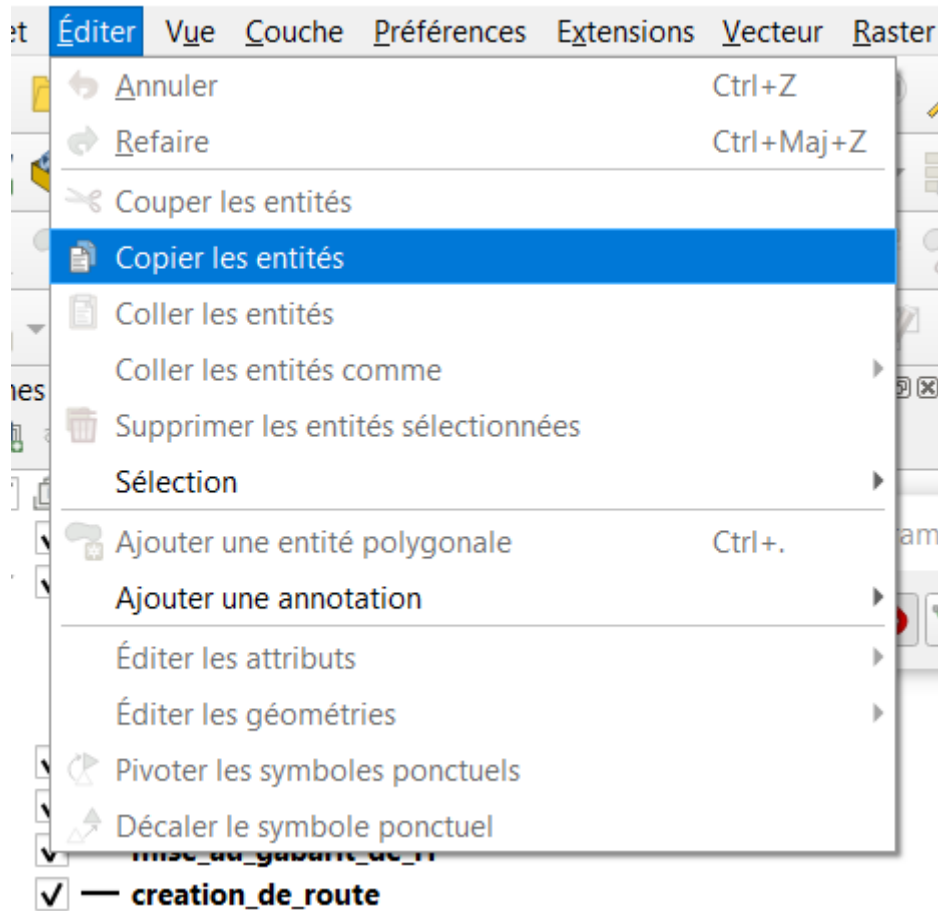 et Éditer Vue Couche Préférences Extensions Vecteur Raster
Annuler Ctrl+Z
Refaire Ctrl+Maj+Z
Couper les entités
Copier les entités
Coller les entités
Coller les entités comme
Supprimer les entités sélectionnées
Sélection
Ajouter une entité polygonale Ctrl+.
Ajouter une annotation
Éditer les attributs
Éditer les géométries
Pivoter les symboles ponctuels
Décaler le symbole ponctuel
creation_de_route